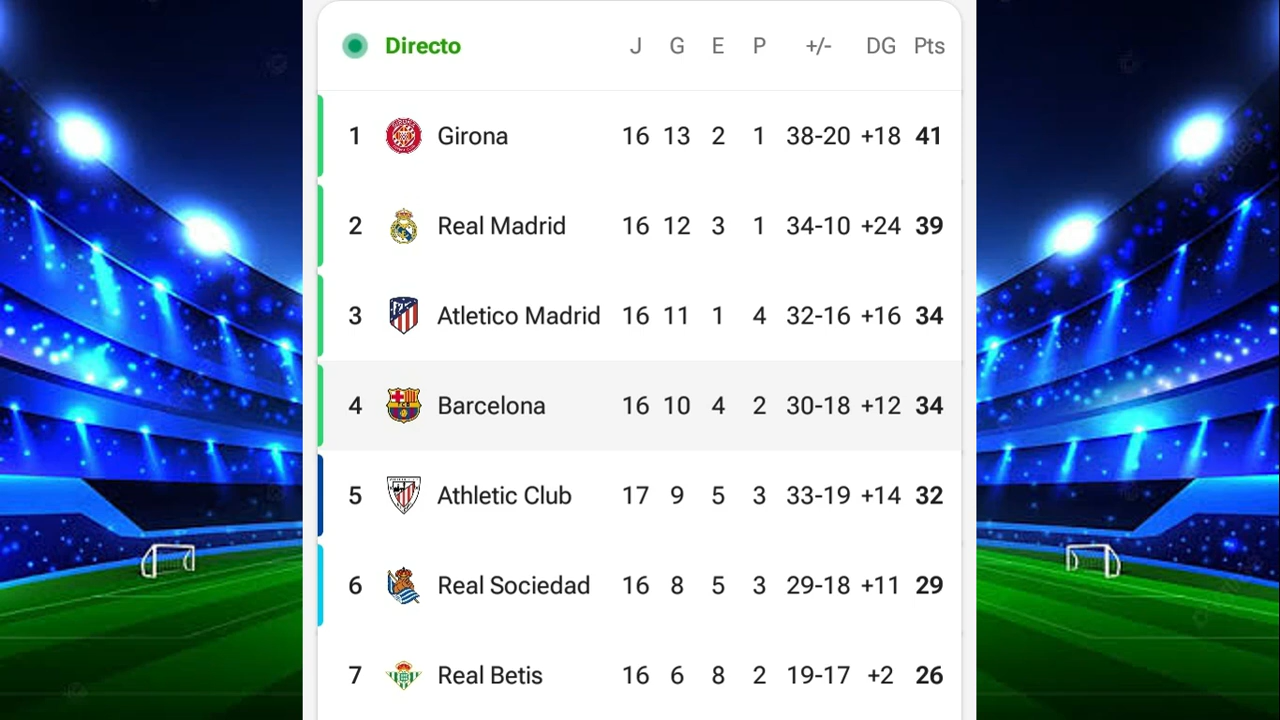 Directo J G E P +/- DG Pts
1 Girona 16 13 2 1 38-20 +18 41
2 Real Madrid 16 12 3 1 34-10 +24 39
3 Atletico Madrid 16 11 1 4 32-16 +16 34
4 Barcelona 16 10 4 2 30-18 +12 34
5 Athletic Club 17 9 5 3 33-19 +14 32
6 Real Sociedad 16 8 5 3 29-18 +11 29
7 Real Betis 16 6 8 2 19-17 +2 26